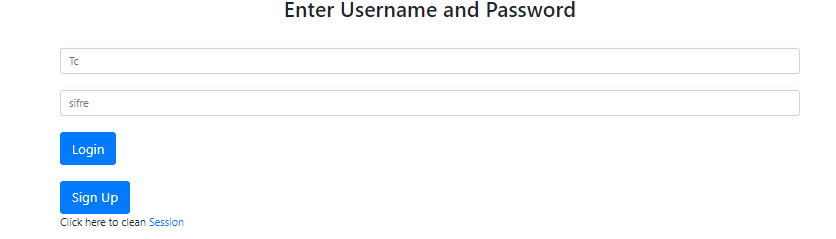 Enter Username and Password
Tc
sifre
Login
Sign Up
Click here to clean Session